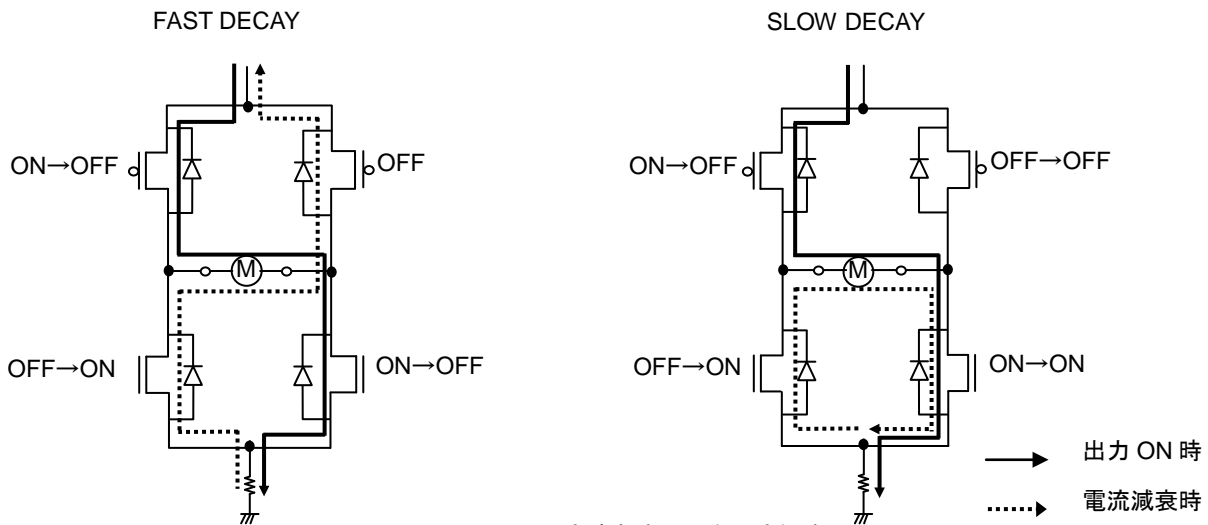 FAST DECAY
ON→OFF
OFF
M
OFF→ON
ON→OFF
SLOW DECAY
ON→OFF
OFF→OFF
M
OFF→ON
ON→ON
出力 ON 時
電流減衰時